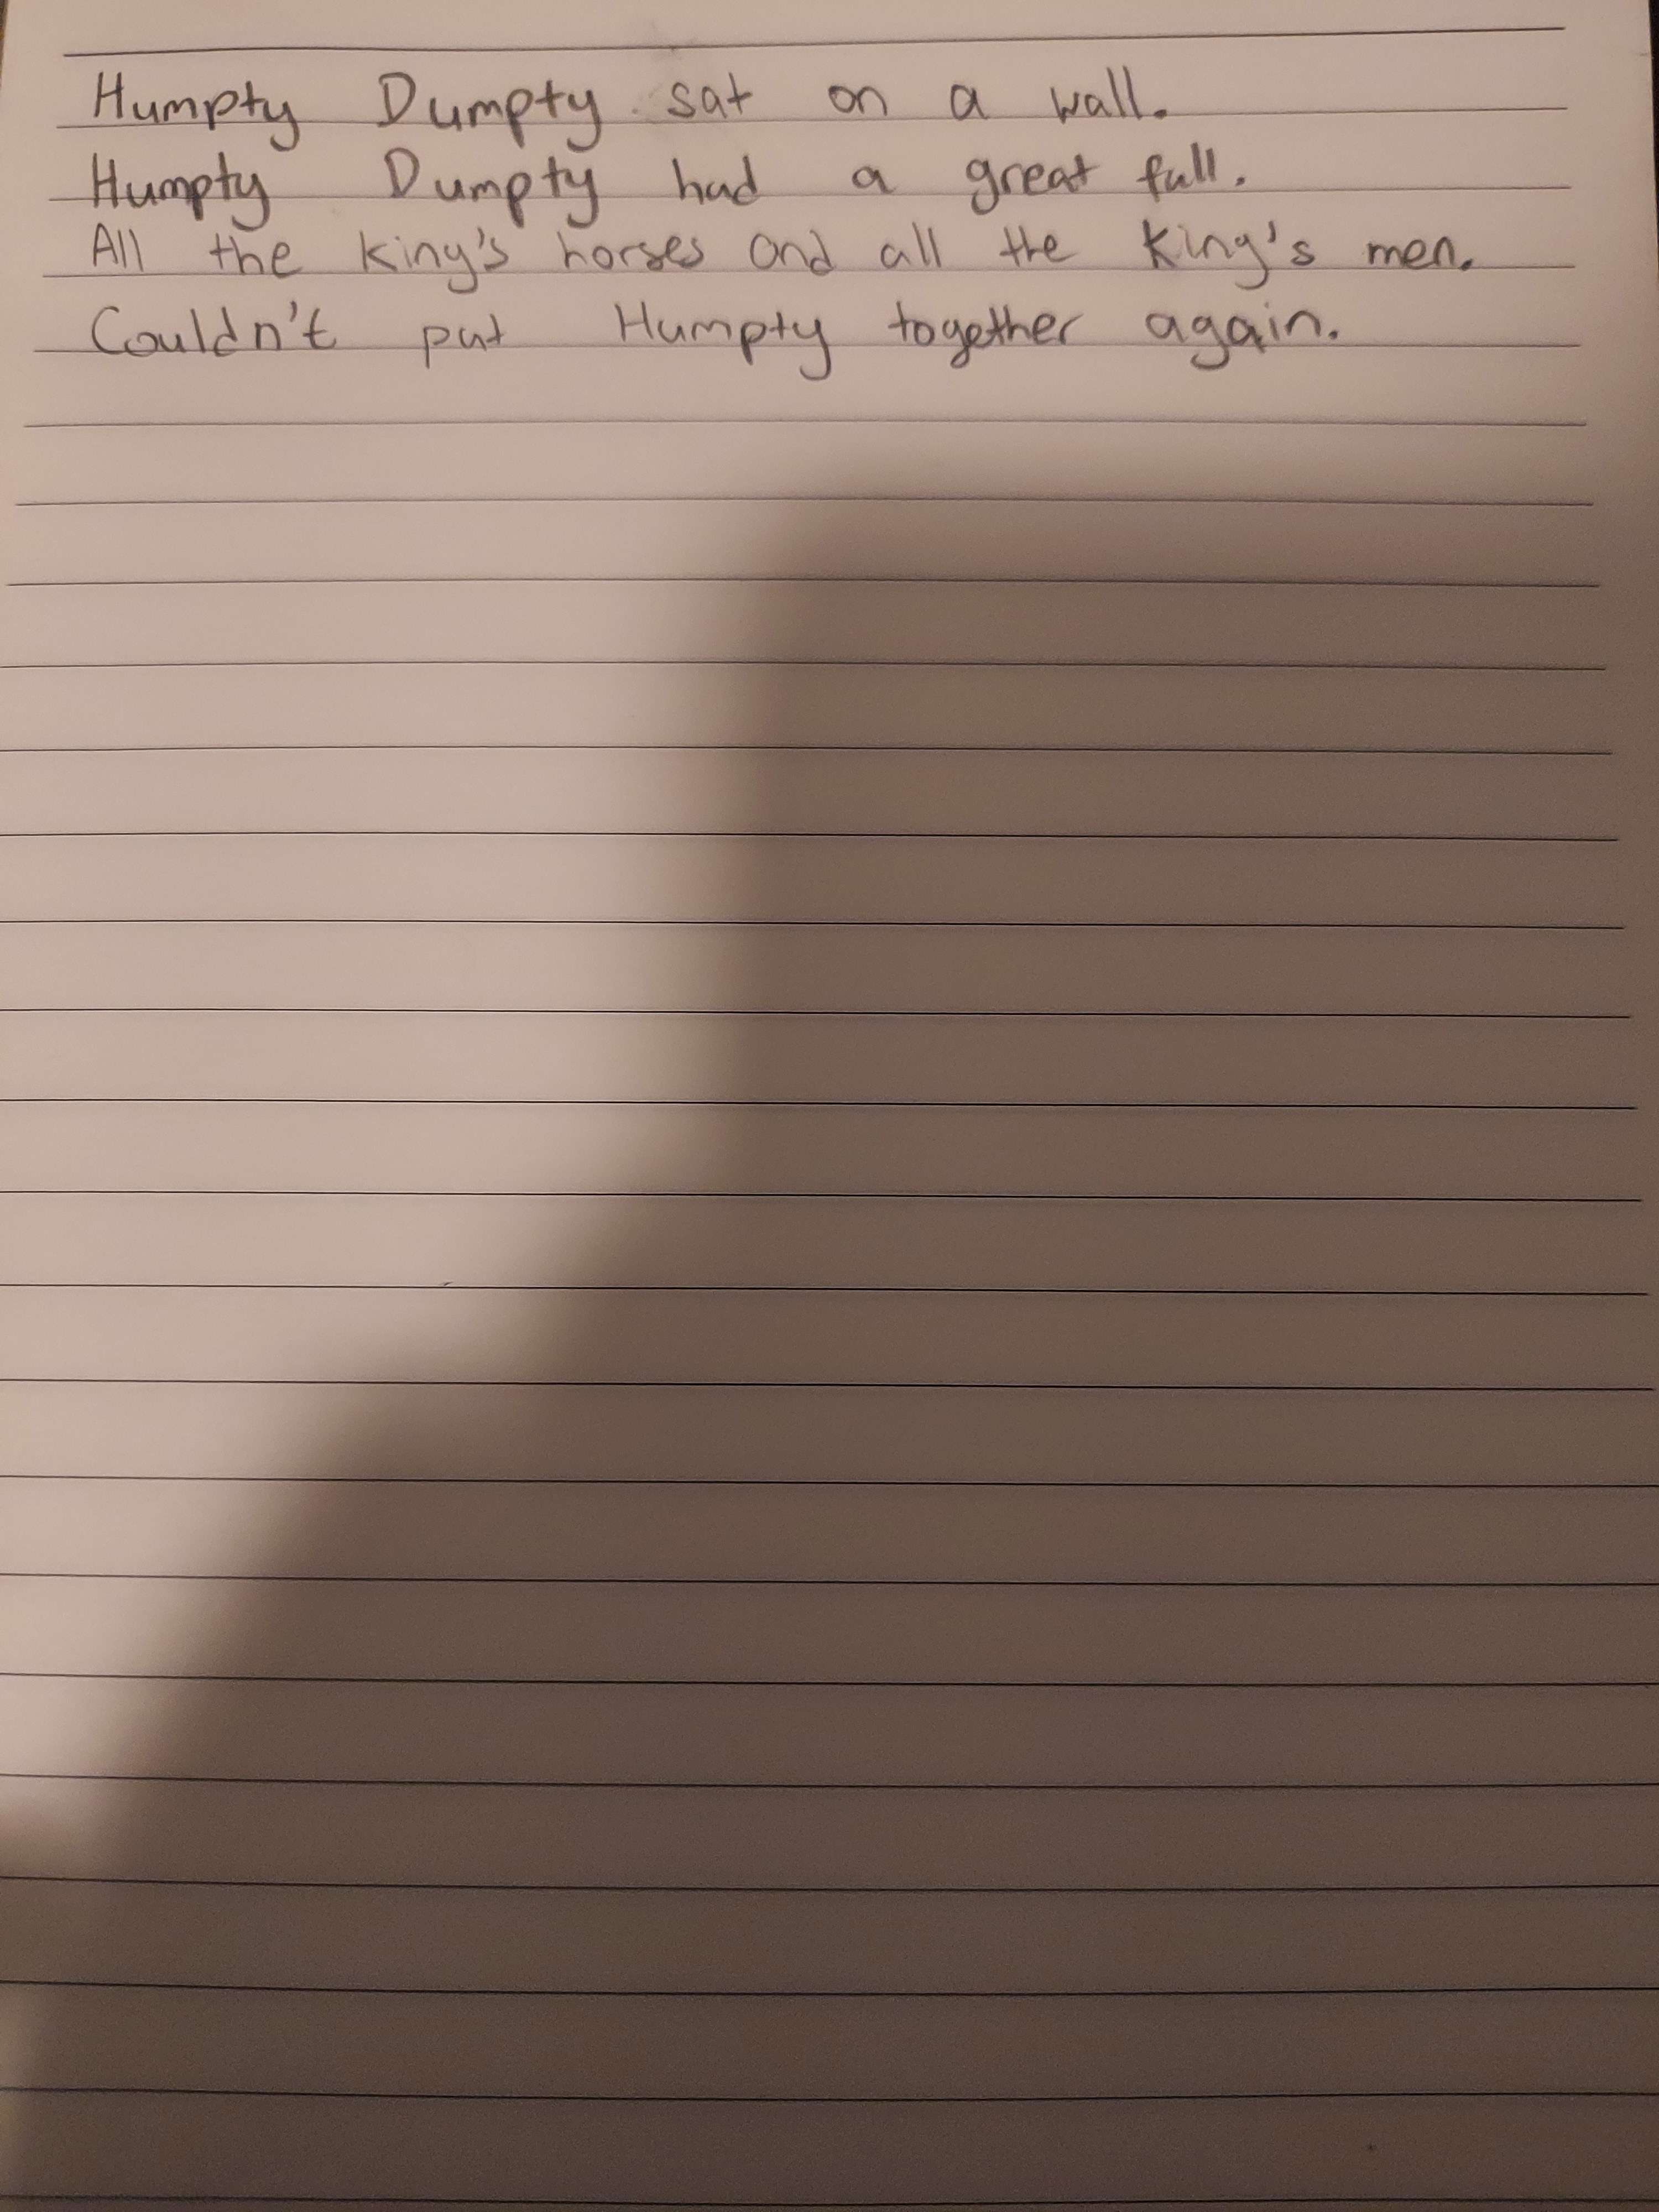 Humpty Dumpty sat on a wall.
Humpty Dumpty had a great fall.
All the king's horses and all the king's men.
Couldn't put Humpty together again.